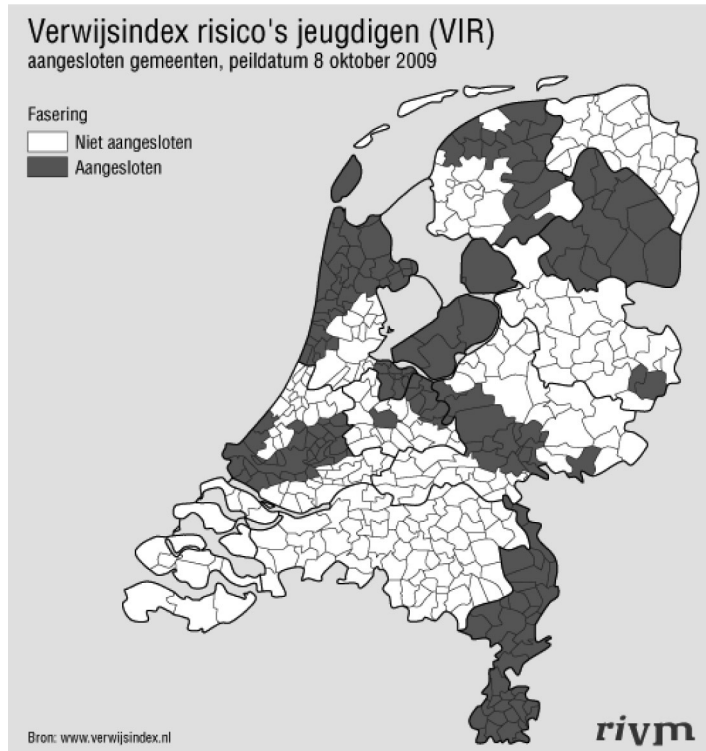 Verwijsindex risico's jeugdigen (VIR)
aangesloten gemeenten, peildatum 8 oktober 2009
Fasering
Niet aangesloten
Aangesloten
Bron: www.verwijsindex.nl
rivm